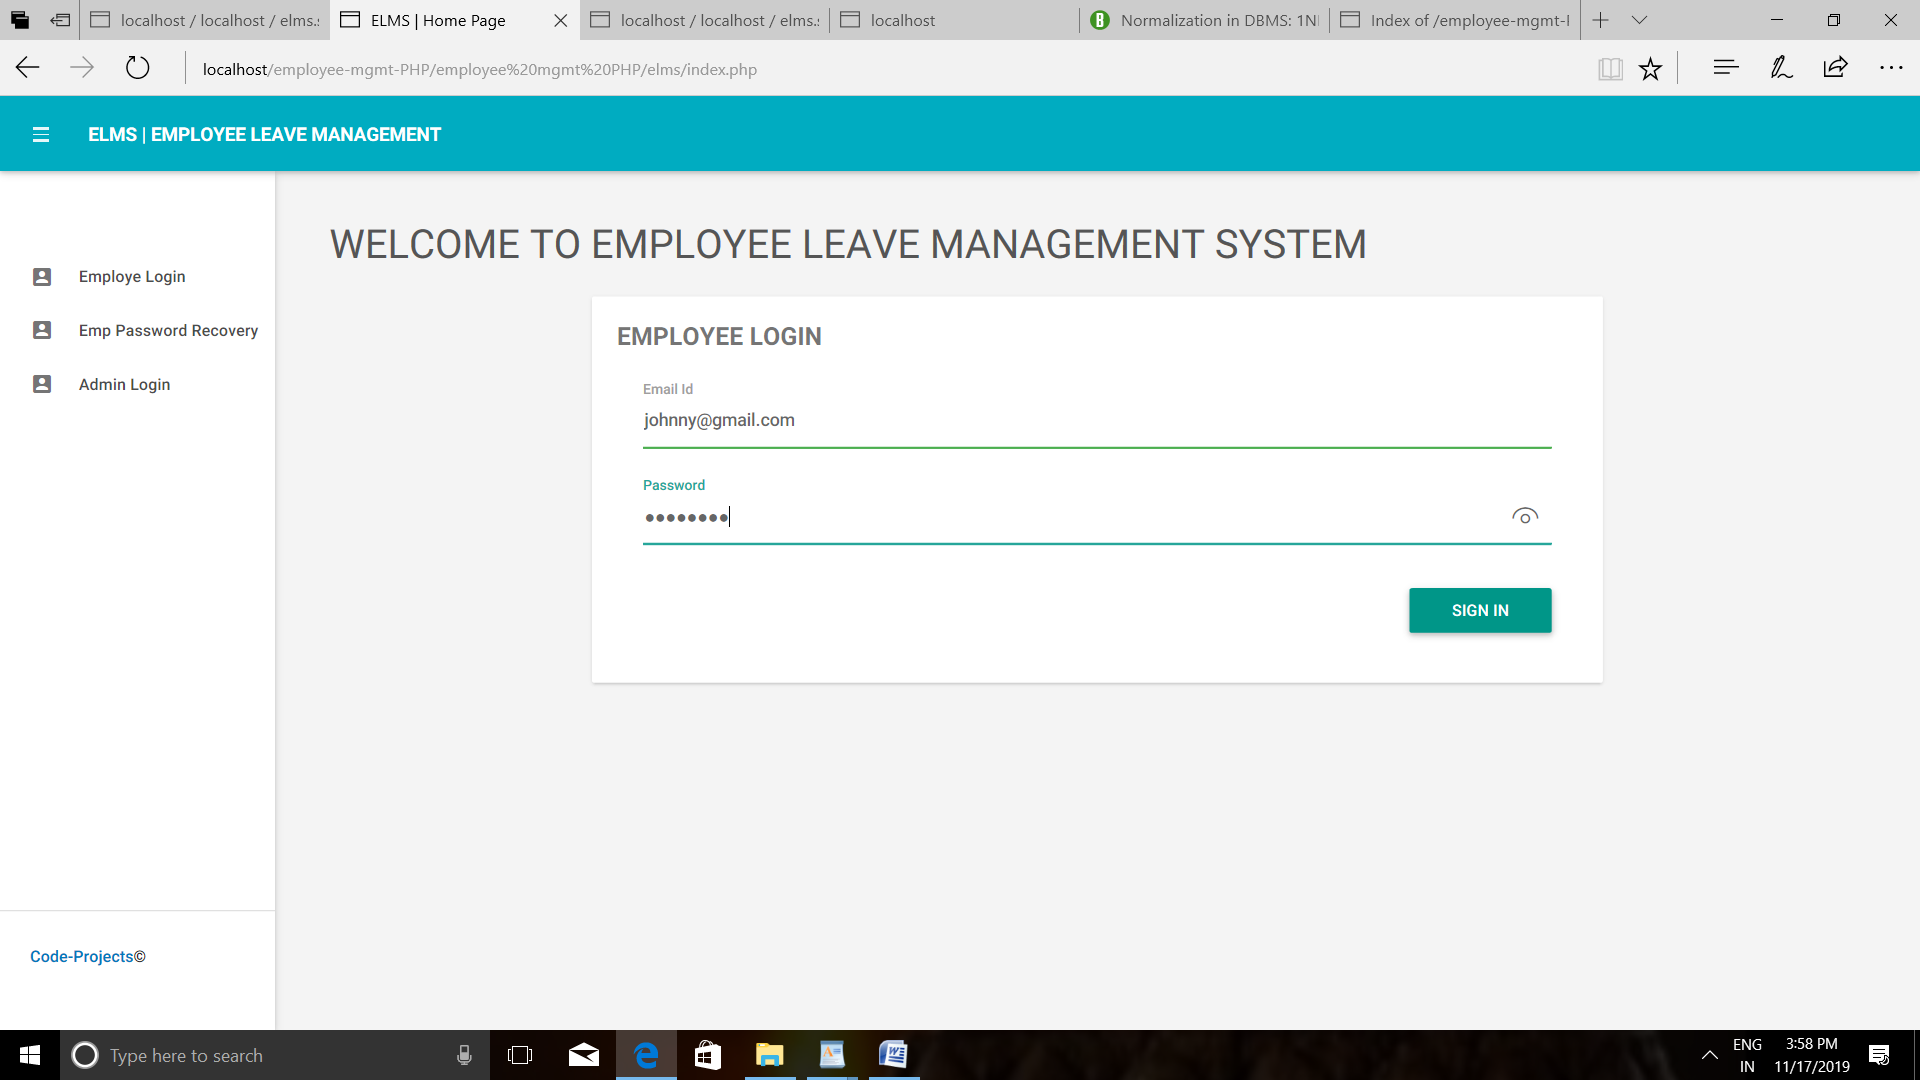 localhost / localhost / elms.s
ELMS | Home Page
localhost / localhost / elms.s
localhost
Normalization in DBMS: 1N
Index of /employee-mgmt-
localhost/employee-mgmt-PHP/employee%20mgmt%20PHP/elms/index.php
ELMS | EMPLOYEE LEAVE MANAGEMENT
Employe Login
Emp Password Recovery
Admin Login
WELCOME TO EMPLOYEE LEAVE MANAGEMENT SYSTEM
EMPLOYEE LOGIN
Email Id
johnny@gmail.com
Password
••••••••
SIGN IN
Code-Projects©
Type here to search
ENG
IN
3:58 PM
11/17/2019